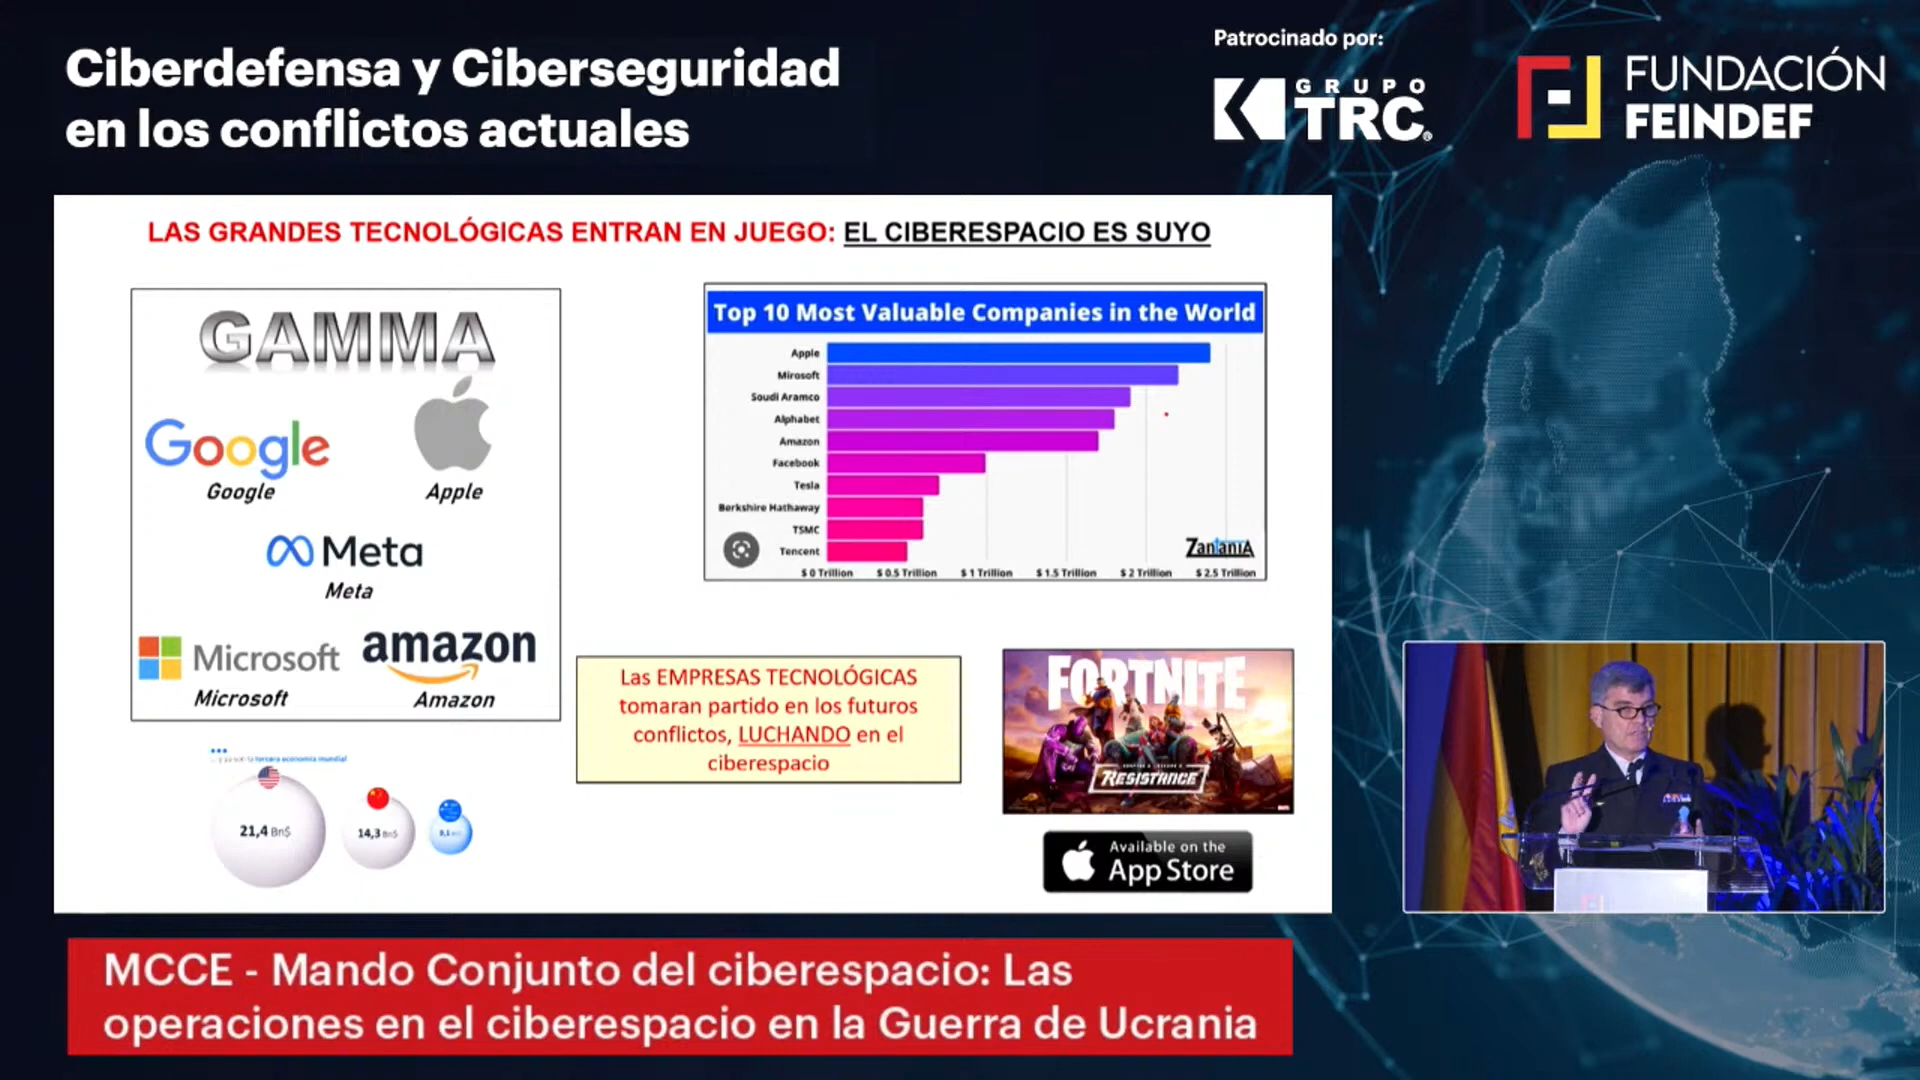 Ciberdefensa y Ciberseguridad
en los conflictos actuales
Patrocinado por:
GRUPO
TRC®
FUNDACIÓN
FEINDEF
LAS GRANDES TECNOLÓGICAS ENTRAN EN JUEGO: EL CIBERESPACIO ES SUYO
GAMMA
Google
Google
Apple
Meta
Meta
Microsoft
Microsoft
amazon
Amazon
tercera economía mundial
21,4 Bn$
14,3 Bn$
Top 10 Most Valuable Companies in the World
Apple
Mirosoft
Soudi Aramco
Alphabet
Amazon
Facebook
Tesla
Berkshire Hathaway
TSMC
Tencent
$ 0 Trillion $ 0.5 Trillion $ 1 Trillion $ 1.5 Trillion $ 2 Trillion $ 2.5 Trillion
ZantaniA
Las EMPRESAS TECNOLÓGICAS
tomaran partido en los futuros
conflictos, LUCHANDO en el
ciberespacio
FORTNITE
RESISTANCE
Available on the
App Store
MCCE - Mando Conjunto del ciberespacio: Las
operaciones en el ciberespacio en la Guerra de Ucrania